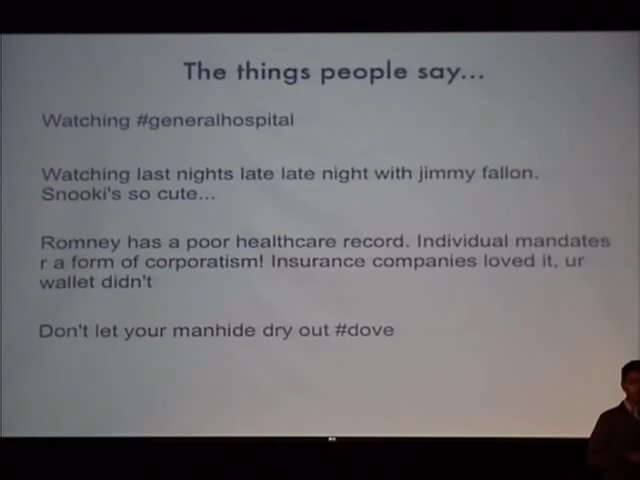 The things people say...
Watching #generalhospital
Watching last nights late late night with jimmy fallon.
Snooki's so cute...
Romney has a poor healthcare record. Individual mandates
r a form of corporatism! Insurance companies loved it, ur
wallet didn't
Don't let your manhide dry out #dove